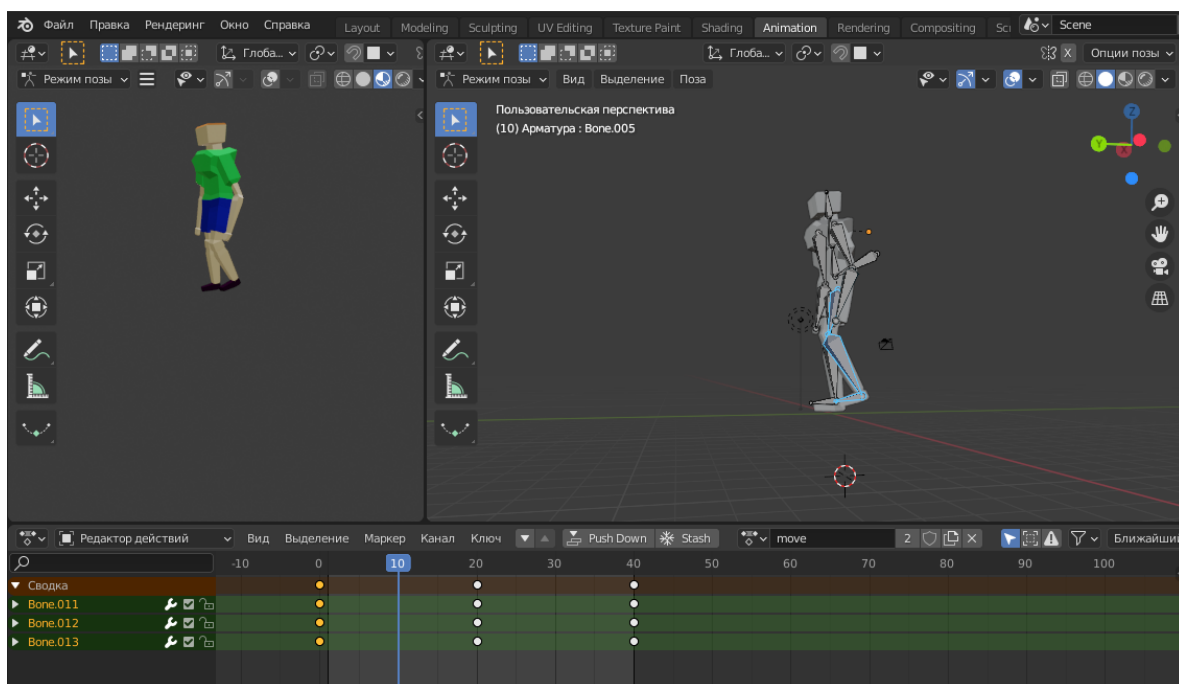 Файл Правка Рендеринг Окно Справка Layout Modeling Sculpting UV Editing Texture Paint Shading Animation Rendering Compositing Scr Scene
Глоба... Глоба... X Опции позы
Режим позы Режим позы Вид Выделение Поза
Пользовательская перспектива
(10) Арматура : Bone.005
Z
Y
X
Редактор действий Вид Выделение Маркер Канал Ключ Push Down Stash move 2 Ближайши
-10 0 10 20 30 40 50 60 70 80 90 100
Сводка
Bone.011
Bone.012
Bone.013